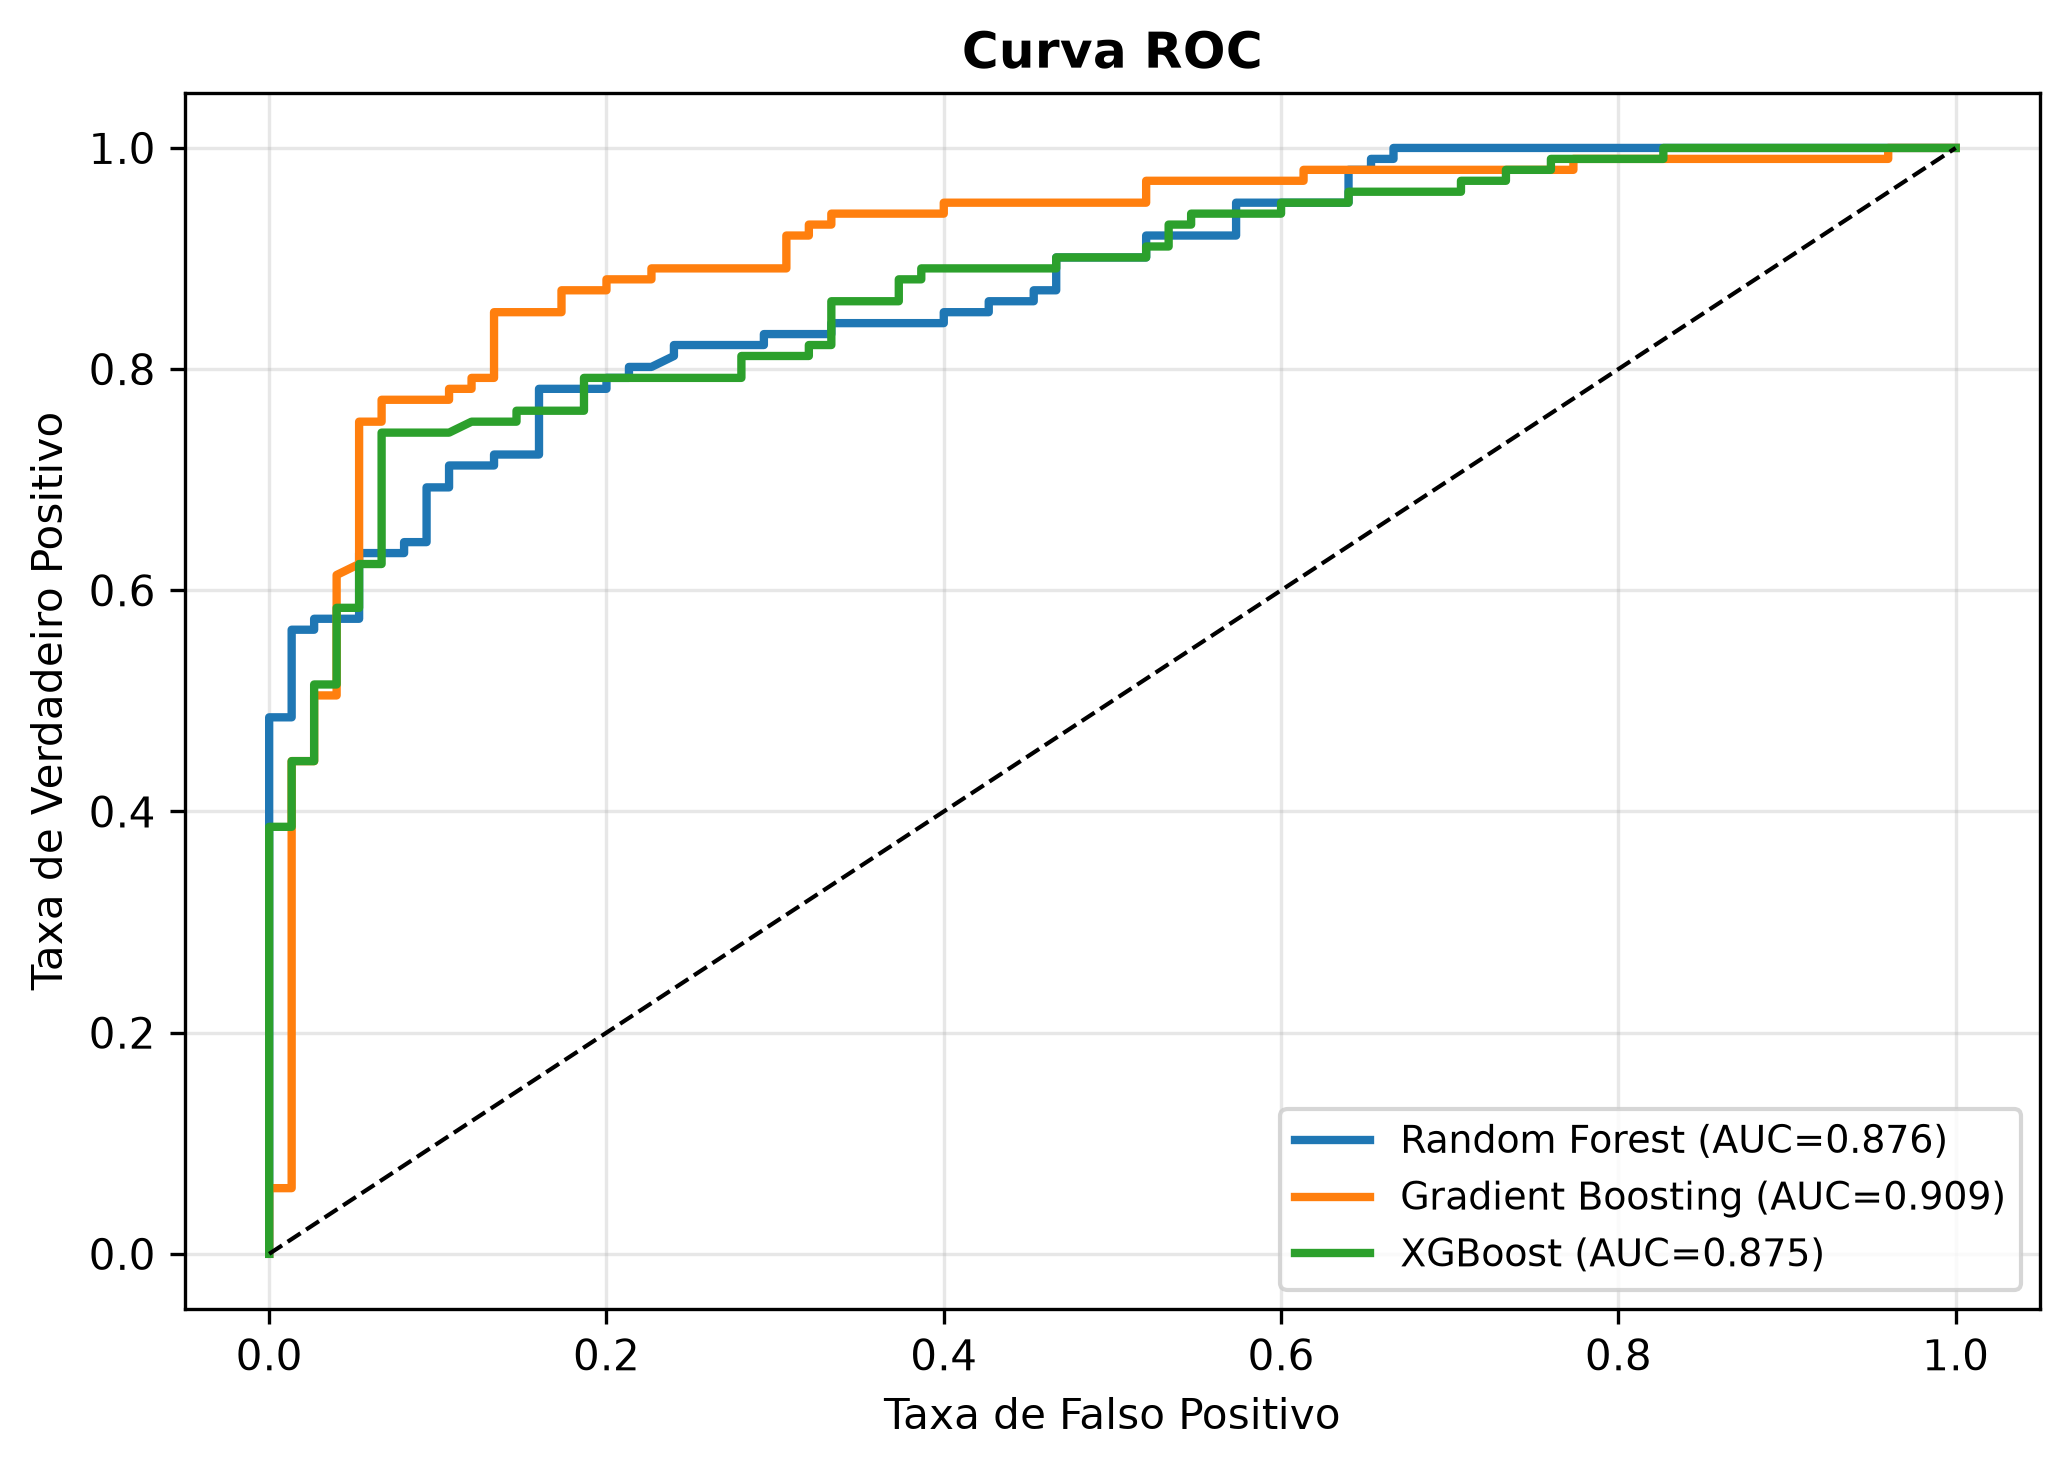 Curva ROC
Taxa de Verdadeiro Positivo
1.0
0.8
0.6
0.4
0.2
0.0
0.0 0.2 0.4 0.6 0.8 1.0
Taxa de Falso Positivo
Random Forest (AUC=0.876)
Gradient Boosting (AUC=0.909)
XGBoost (AUC=0.875)